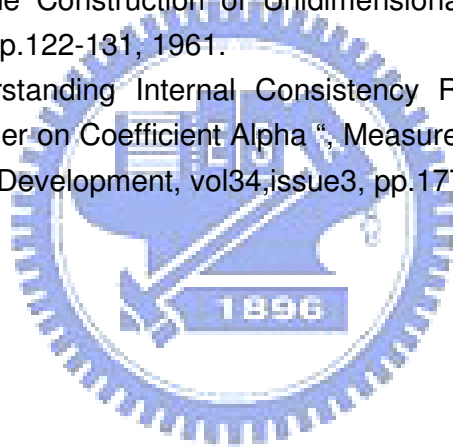 Construction of Unidimensiona
p.122-131, 1961.
rstanding Internal Consistency
er on Coefficient Alpha “, Measure
Development, vol34,issue3, pp.17
1896